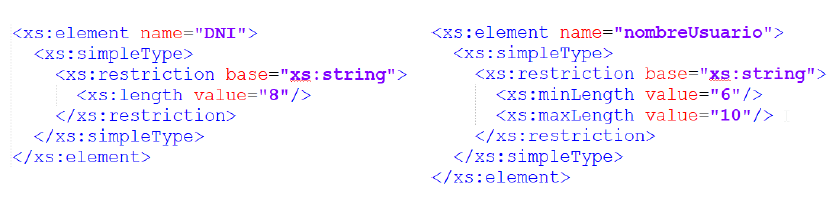 <xs:element name="DNI">
  <xs:simpleType>
    <xs:restriction base="xs:string">
      <xs:length value="8"/>
    </xs:restriction>
  </xs:simpleType>
</xs:element>
<xs:element name="nombreUsuario">
  <xs:simpleType>
    <xs:restriction base="xs:string">
      <xs:minLength value="6"/>
      <xs:maxLength value="10"/>
    </xs:restriction>
  </xs:simpleType>
</xs:element>